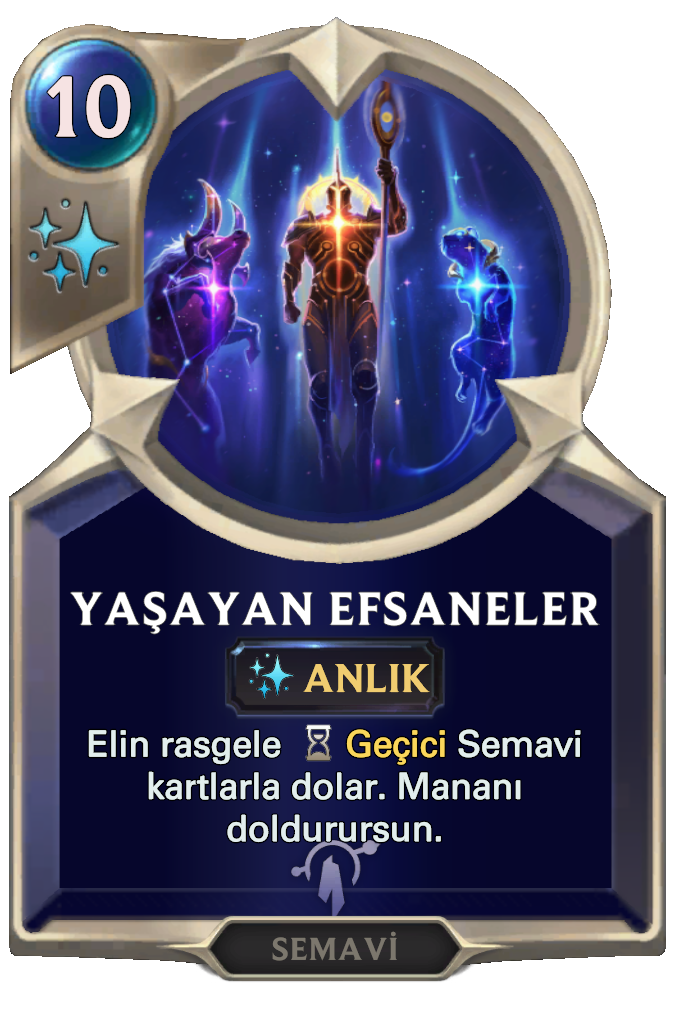 10
YAŞAYAN EFSANELER
ANLIK
Elin rasgele Geçici Semavi
kartlarla dolar. Mananı
doldurursun.
SEMAVİ